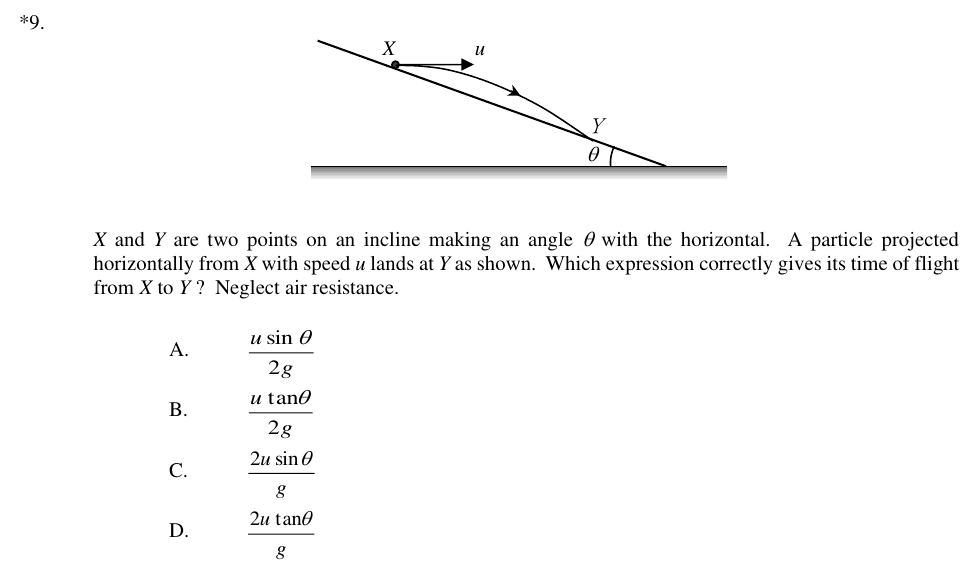 *9.
X u
Y
θ
X and Y are two points on an incline making an angle θ with the horizontal. A particle projected
horizontally from X with speed u lands at Y as shown. Which expression correctly gives its time of flight
from X to Y ? Neglect air resistance.
A. u sin θ
2g
B. u tanθ
2g
C. 2u sin θ
g
D. 2u tanθ
g